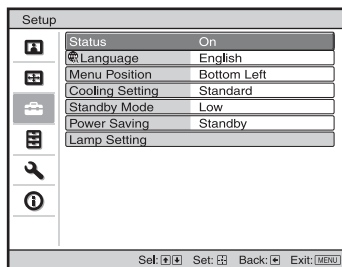 Setup
Status On
Language English
Menu Position Bottom Left
Cooling Setting Standard
Standby Mode Low
Power Saving Standby
Lamp Setting
Sel: Set: Back: Exit: MENU